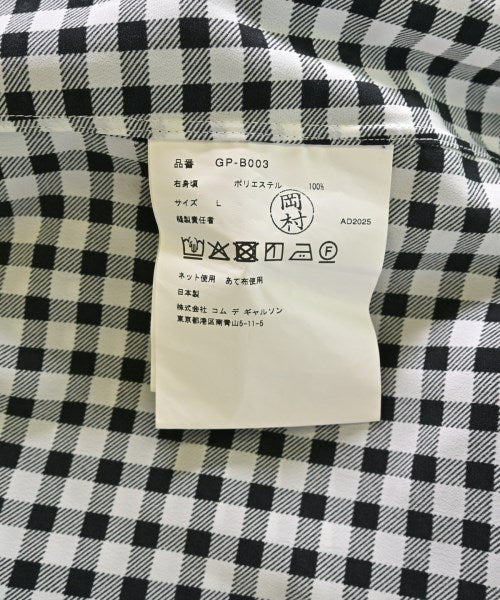 品番 GP-B003
右身頃 ポリエステル 100%
サイズ L
縫製責任者 岡村 AD2025
F
ネット使用 あて布使用
日本製
株式会社 コム デ ギャルソン
東京都港区南青山5-11-5